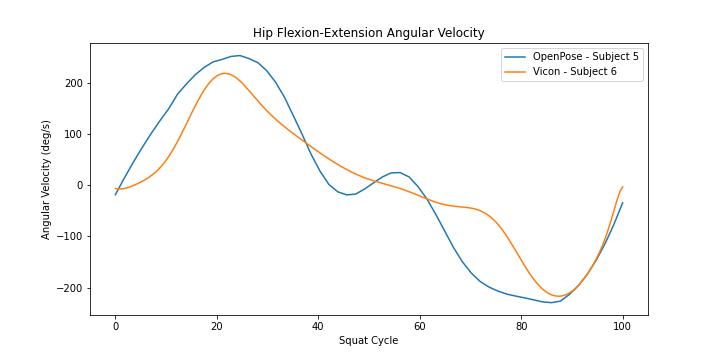 Hip Flexion-Extension Angular Velocity
OpenPose - Subject 5
Vicon - Subject 6
Angular Velocity (deg/s)
200
100
0
−100
−200
0 20 40 60 80 100
Squat Cycle